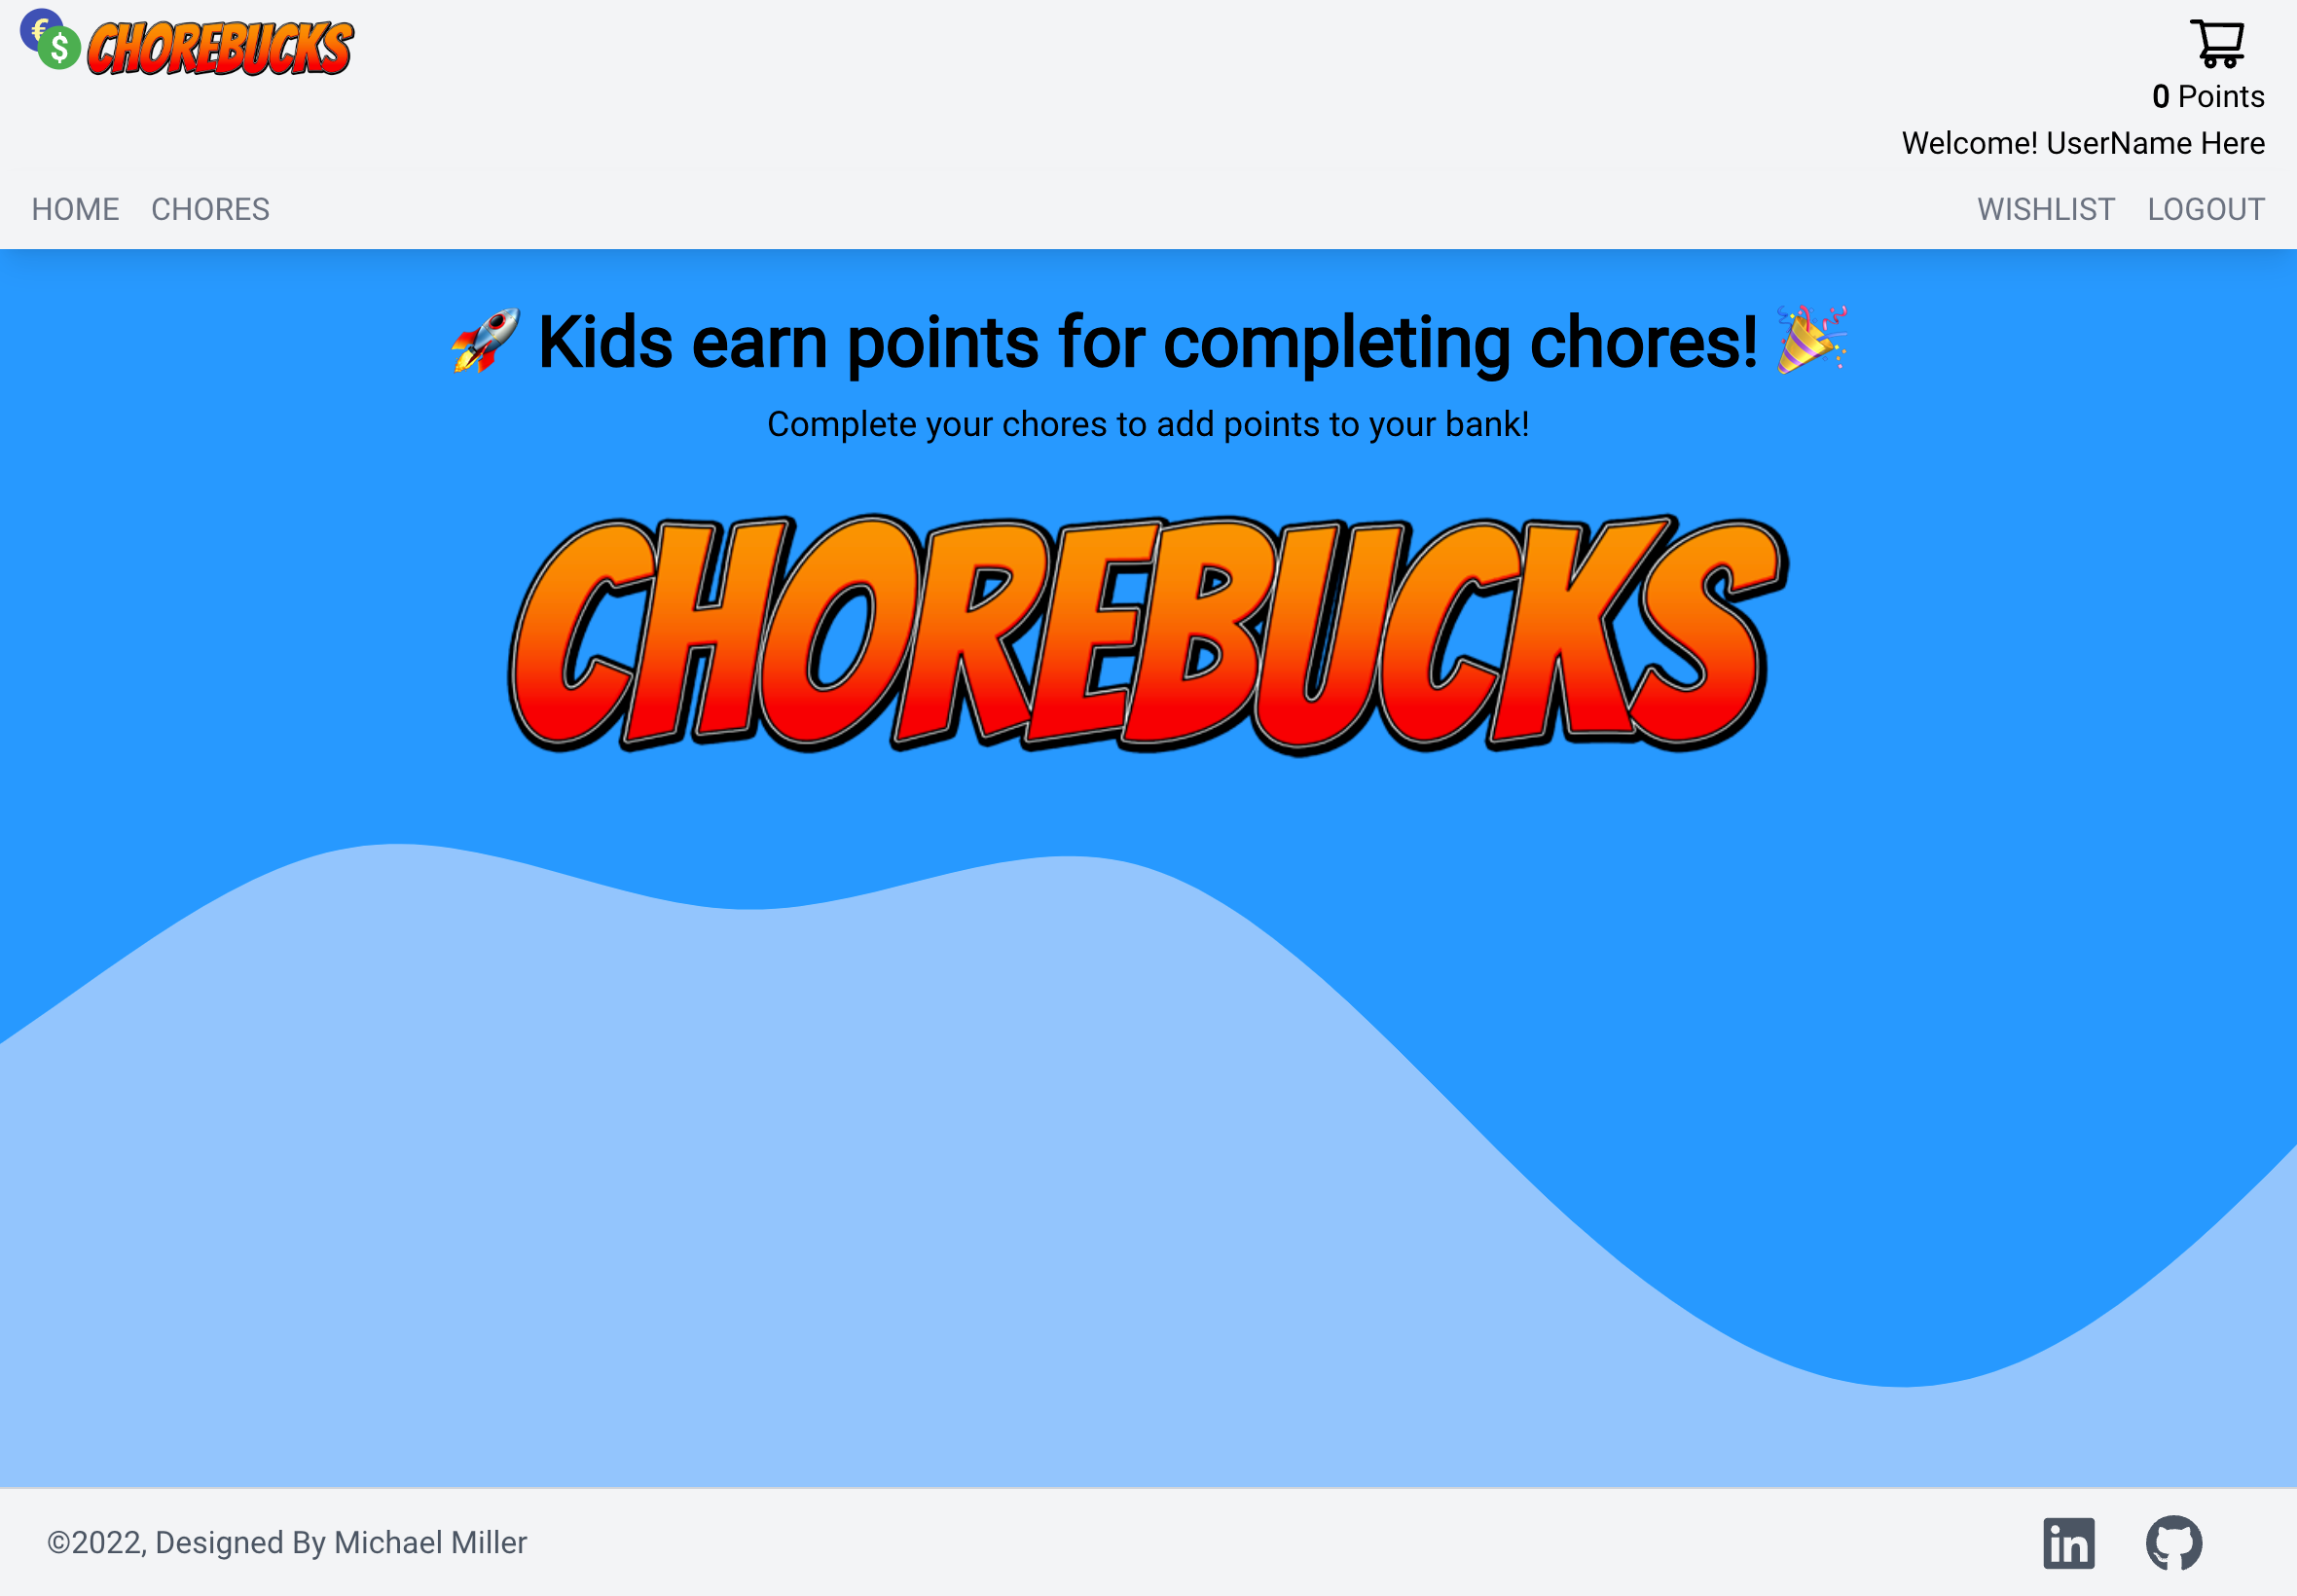 CHOREBUCKS
0 Points
Welcome! UserName Here
HOME CHORES WISHLIST LOGOUT
🚀 Kids earn points for completing chores! 🎉
Complete your chores to add points to your bank!
CHOREBUCKS
©2022, Designed By Michael Miller